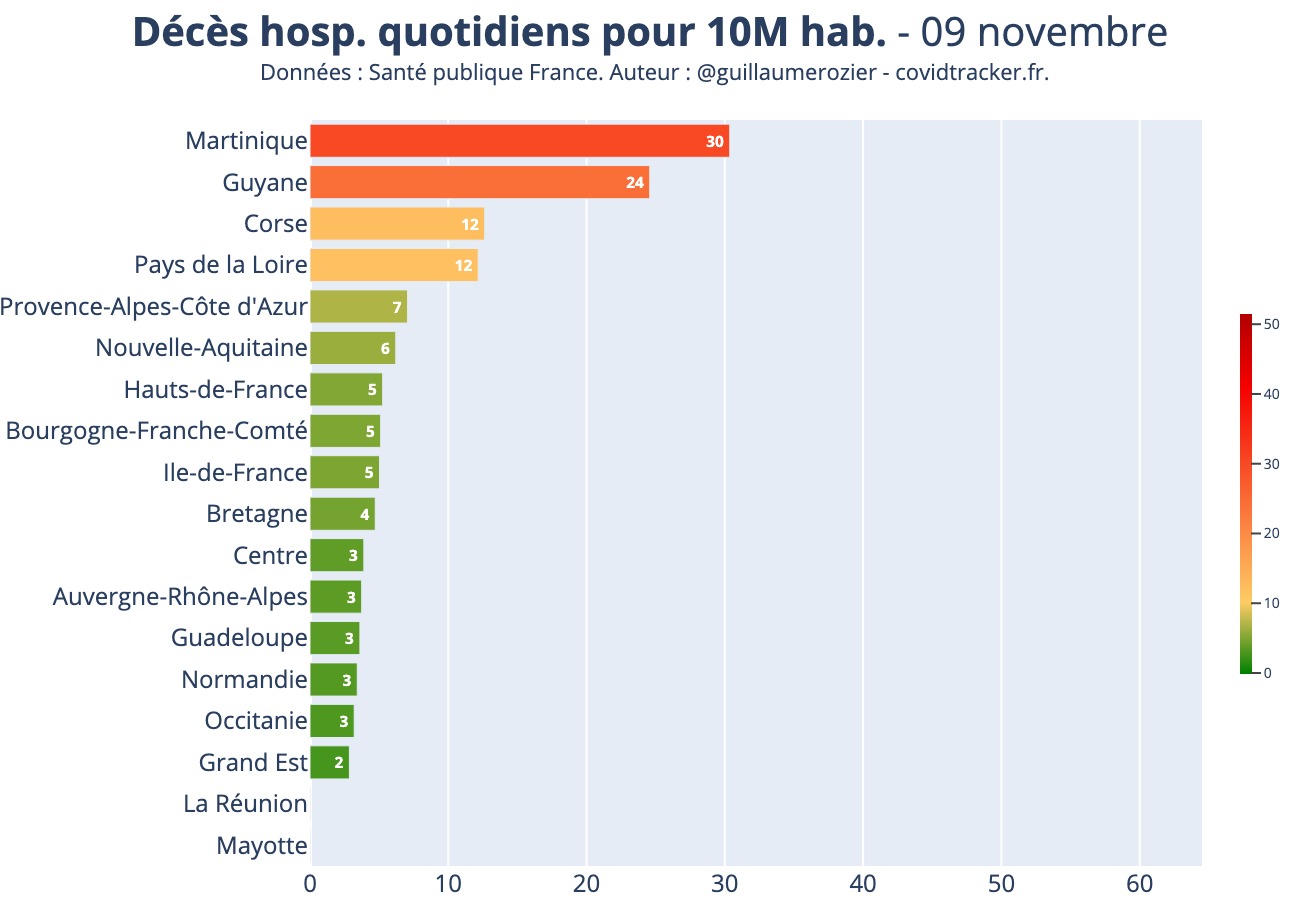 Décès hosp. quotidiens pour 10M hab. - 09 novembre
Données : Santé publique France. Auteur : @guillaumerozier - covidtracker.fr.
Martinique 30
Guyane 24
Corse 12
Pays de la Loire 12
Provence-Alpes-Côte d'Azur 7
Nouvelle-Aquitaine 6
Hauts-de-France 5
Bourgogne-Franche-Comté 5
Ile-de-France 5
Bretagne 4
Centre 3
Auvergne-Rhône-Alpes 3
Guadeloupe 3
Normandie 3
Occitanie 3
Grand Est 2
La Réunion
Mayotte
0 10 20 30 40 50 60
50
40
30
20
10
0